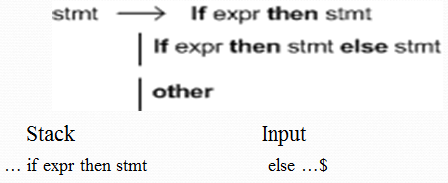 stmt ⟶ If expr then stmt
| If expr then stmt else stmt
| other
Stack Input
... if expr then stmt else ...$